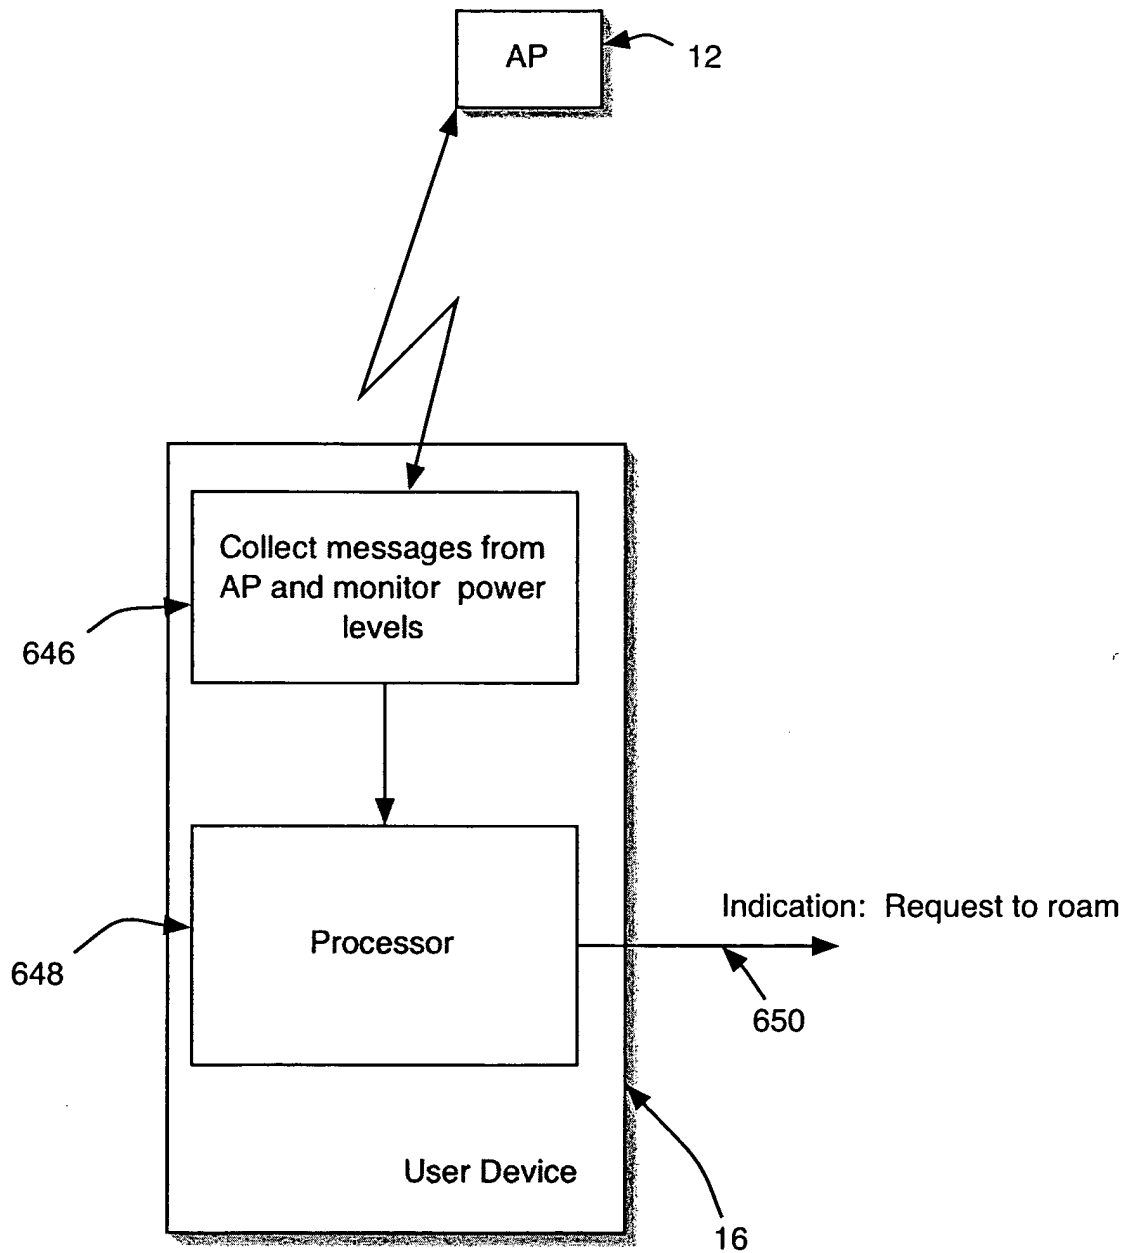 AP
12
Collect messages from
AP and monitor power
levels
646
Indication: Request to roam
Processor
648
650
User Device
16